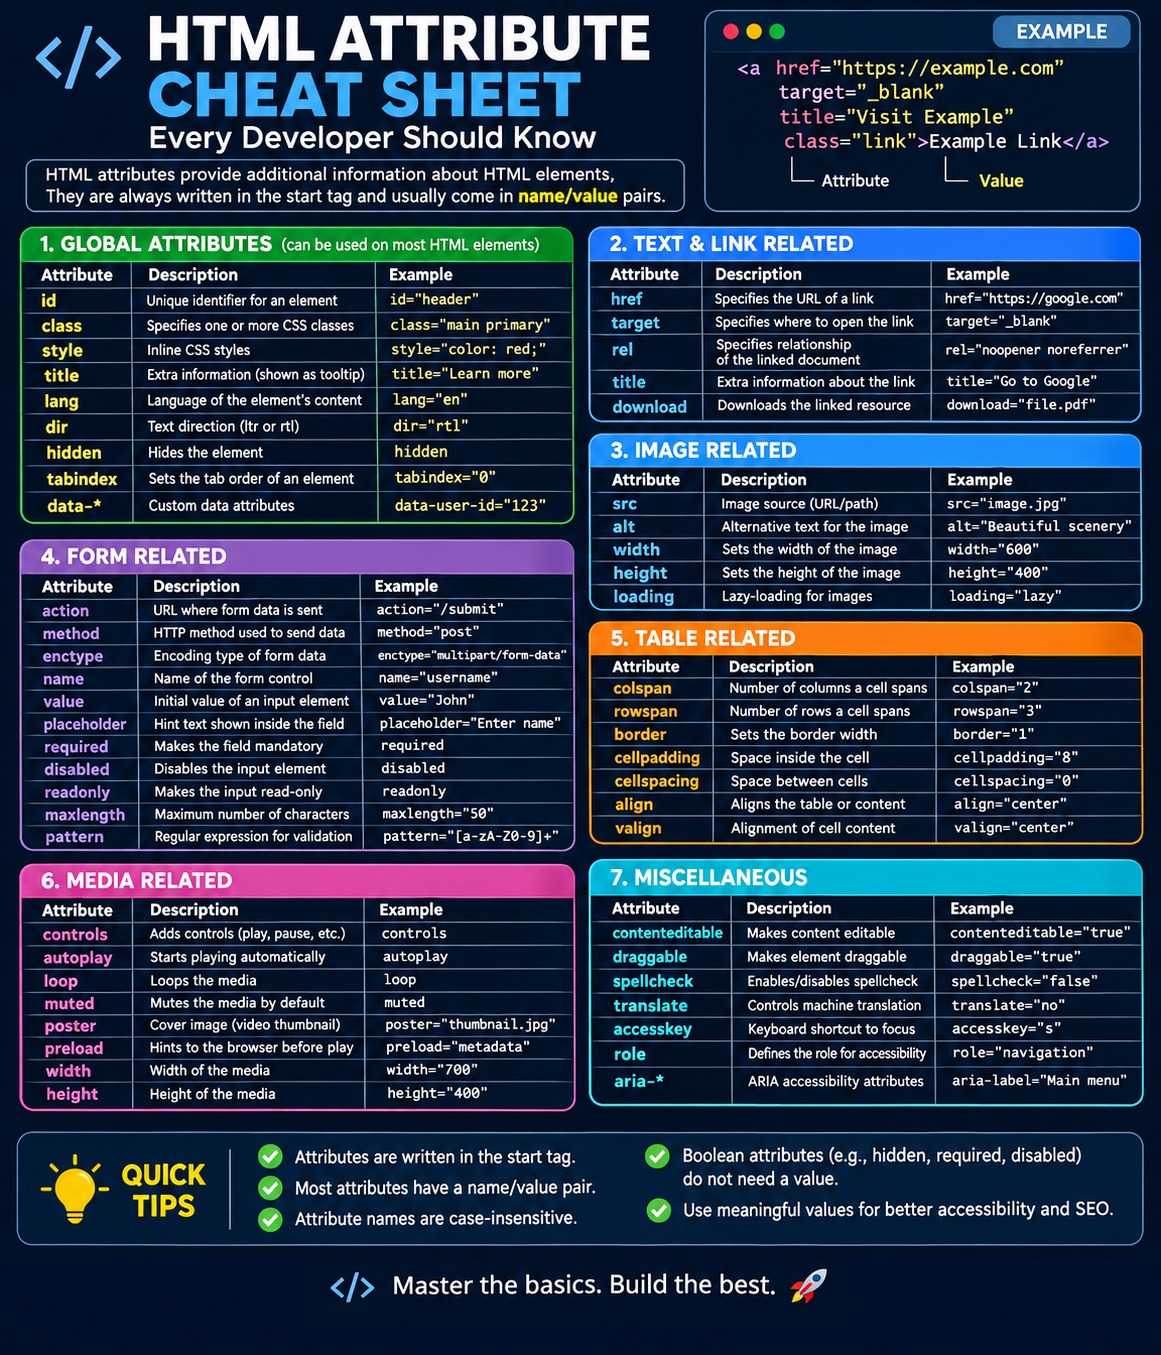 </> HTML ATTRIBUTE
CHEAT SHEET
Every Developer Should Know
HTML attributes provide additional information about HTML elements,
They are always written in the start tag and usually come in name/value pairs.
EXAMPLE
<a href="https://example.com"
target="_blank"
title="Visit Example"
class="link">Example Link</a>
Attribute Value
1. GLOBAL ATTRIBUTES (can be used on most HTML elements)
Attribute Description Example
id Unique identifier for an element id="header"
class Specifies one or more CSS classes class="main primary"
style Inline CSS styles style="color: red;"
title Extra information (shown as tooltip) title="Learn more"
lang Language of the element's content lang="en"
dir Text direction (ltr or rtl) dir="rtl"
hidden Hides the element hidden
tabindex Sets the tab order of an element tabindex="0"
data-* Custom data attributes data-user-id="123"
2. TEXT & LINK RELATED
Attribute Description Example
href Specifies the URL of a link href="https://google.com"
target Specifies where to open the link target="_blank"
rel Specifies relationship
of the linked document rel="noopener noreferrer"
title Extra information about the link title="Go to Google"
download Downloads the linked resource download="file.pdf"
3. IMAGE RELATED
Attribute Description Example
src Image source (URL/path) src="image.jpg"
alt Alternative text for the image alt="Beautiful scenery"
width Sets the width of the image width="600"
height Sets the height of the image height="400"
loading Lazy-loading for images loading="lazy"
4. FORM RELATED
Attribute Description Example
action URL where form data is sent action="/submit"
method HTTP method used to send data method="post"
enctype Encoding type of form data enctype="multipart/form-data"
name Name of the form control name="username"
value Initial value of an input element value="John"
placeholder Hint text shown inside the field placeholder="Enter name"
required Makes the field mandatory required
disabled Disables the input element disabled
readonly Makes the input read-only readonly
maxlength Maximum number of characters maxlength="50"
pattern Regular expression for validation pattern="[a-zA-Z0-9]+"
5. TABLE RELATED
Attribute Description Example
colspan Number of columns a cell spans colspan="2"
rowspan Number of rows a cell spans rowspan="3"
border Sets the border width border="1"
cellpadding Space inside the cell cellpadding="8"
cellspacing Space between cells cellspacing="0"
align Aligns the table or content align="center"
valign Alignment of cell content valign="center"
6. MEDIA RELATED
Attribute Description Example
controls Adds controls (play, pause, etc.) controls
autoplay Starts playing automatically autoplay
loop Loops the media loop
muted Mutes the media by default muted
poster Cover image (video thumbnail) poster="thumbnail.jpg"
preload Hints to the browser before play preload="metadata"
width Width of the media width="700"
height Height of the media height="400"
7. MISCELLANEOUS
Attribute Description Example
contenteditable Makes content editable contenteditable="true"
draggable Makes element draggable draggable="true"
spellcheck Enables/disables spellcheck spellcheck="false"
translate Controls machine translation translate="no"
accesskey Keyboard shortcut to focus accesskey="s"
role Defines the role for accessibility role="navigation"
aria-* ARIA accessibility attributes aria-label="Main menu"
QUICK
TIPS
Attributes are written in the start tag.
Most attributes have a name/value pair.
Attribute names are case-insensitive.
Boolean attributes (e.g., hidden, required, disabled)
do not need a value.
Use meaningful values for better accessibility and SEO.
</> Master the basics. Build the best.